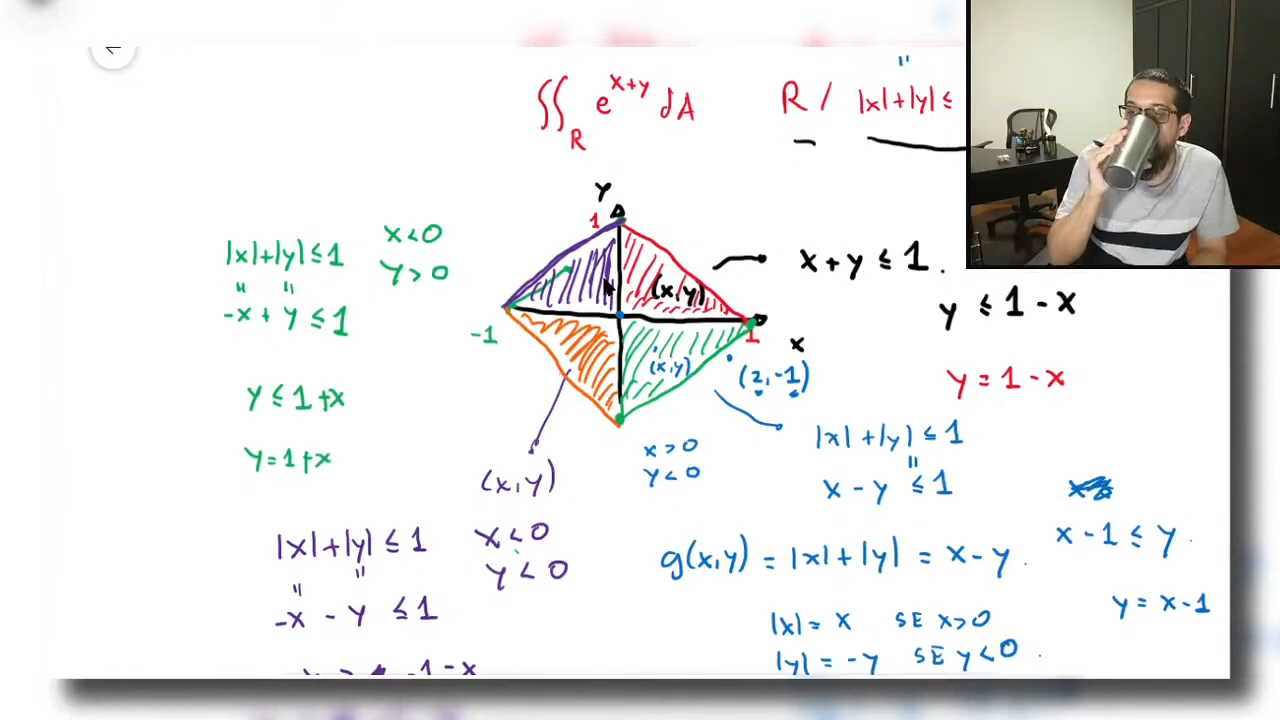 ∬_R e^{x+y} dA
R / |x|+|y| ≤
y
1
|x|+|y| ≤ 1
x < 0
y > 0
-x + y ≤ 1
(x,y)
x + y ≤ 1.
y ≤ 1 - x
-1
1
x
(x,y)
(2,-1)
y = 1 - x
y ≤ 1 + x
y = 1 + x
x > 0
y < 0
|x| + |y| ≤ 1
x - y ≤ 1
(x,y)
|x|+|y| ≤ 1
x < 0
y < 0
-x - y ≤ 1
g(x,y) = |x| + |y| = x - y.
x - 1 ≤ y.
y = x - 1
|x| = x SE x > 0
|y| = -y SE y < 0.